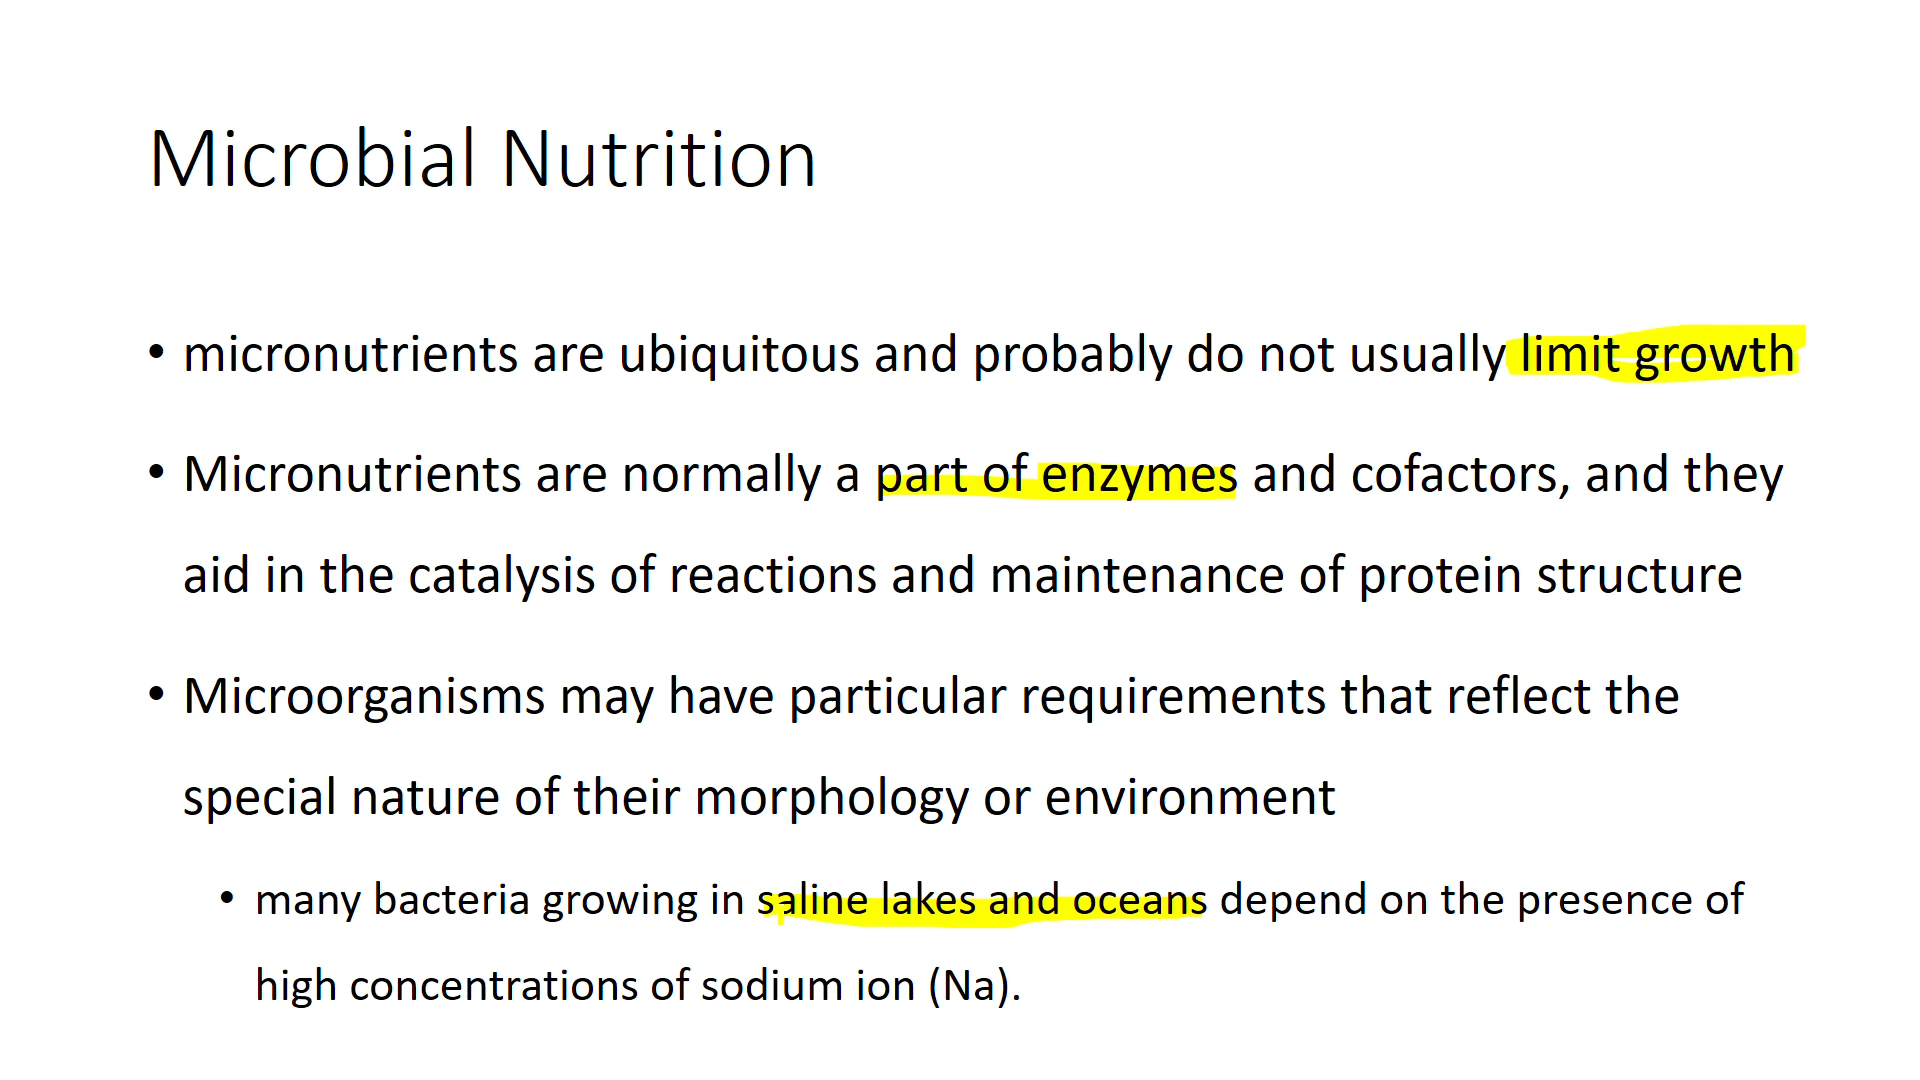 Microbial Nutrition
• micronutrients are ubiquitous and probably do not usually limit growth
• Micronutrients are normally a part of enzymes and cofactors, and they
aid in the catalysis of reactions and maintenance of protein structure
• Microorganisms may have particular requirements that reflect the
special nature of their morphology or environment
• many bacteria growing in saline lakes and oceans depend on the presence of
high concentrations of sodium ion (Na).